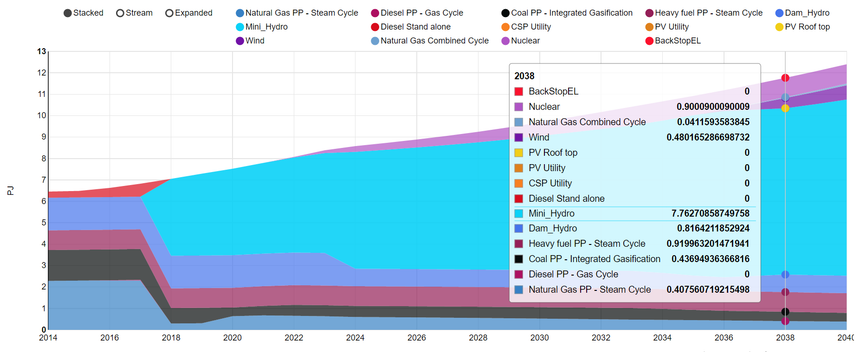 Stacked Stream Expanded Natural Gas PP - Steam Cycle Diesel PP - Gas Cycle Coal PP - Integrated Gasification Heavy fuel PP - Steam Cycle Dam_Hydro
Mini_Hydro Diesel Stand alone CSP Utility PV Utility PV Roof top
Wind Natural Gas Combined Cycle Nuclear BackStopEL
13
12
11
10
9
8
7
6
5
4
3
2
1
0
PJ
2038
BackStopEL 0
Nuclear 0.9000900090009
Natural Gas Combined Cycle 0.0411593583845
Wind 0.480165286698732
PV Roof top 0
PV Utility 0
CSP Utility 0
Diesel Stand alone 0
Mini_Hydro 7.76270858749758
Dam_Hydro 0.8164211852924
Heavy fuel PP - Steam Cycle 0.919963201471941
Coal PP - Integrated Gasification 0.43694936366816
Diesel PP - Gas Cycle 0
Natural Gas PP - Steam Cycle 0.407560719215498
2014 2016 2018 2020 2022 2024 2026 2028 2030 2032 2034 2036 2038 2040